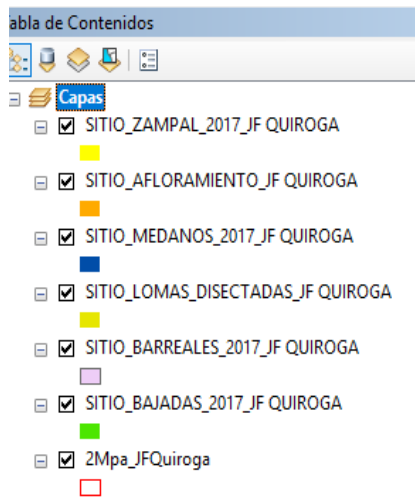 abla de Contenidos
Capas
SITIO_ZAMPAL_2017_JF QUIROGA
SITIO_AFLORAMIENTO_JF QUIROGA
SITIO_MEDANOS_2017_JF QUIROGA
SITIO_LOMAS_DISECTADAS_JF QUIROGA
SITIO_BARREALES_2017_JF QUIROGA
SITIO_BAJADAS_2017_JF QUIROGA
2Mpa_JFQuiroga